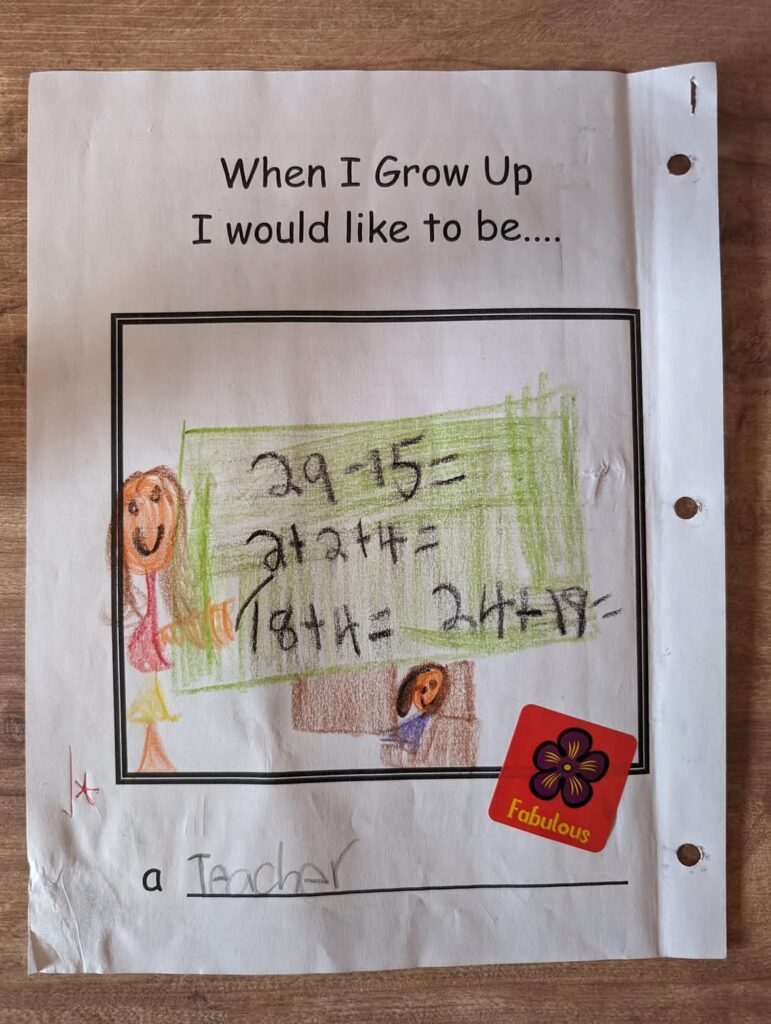 When I Grow Up
I would like to be....
29-15=
2+2+4=
18+4= 24+19=
Fabulous
a Teacher